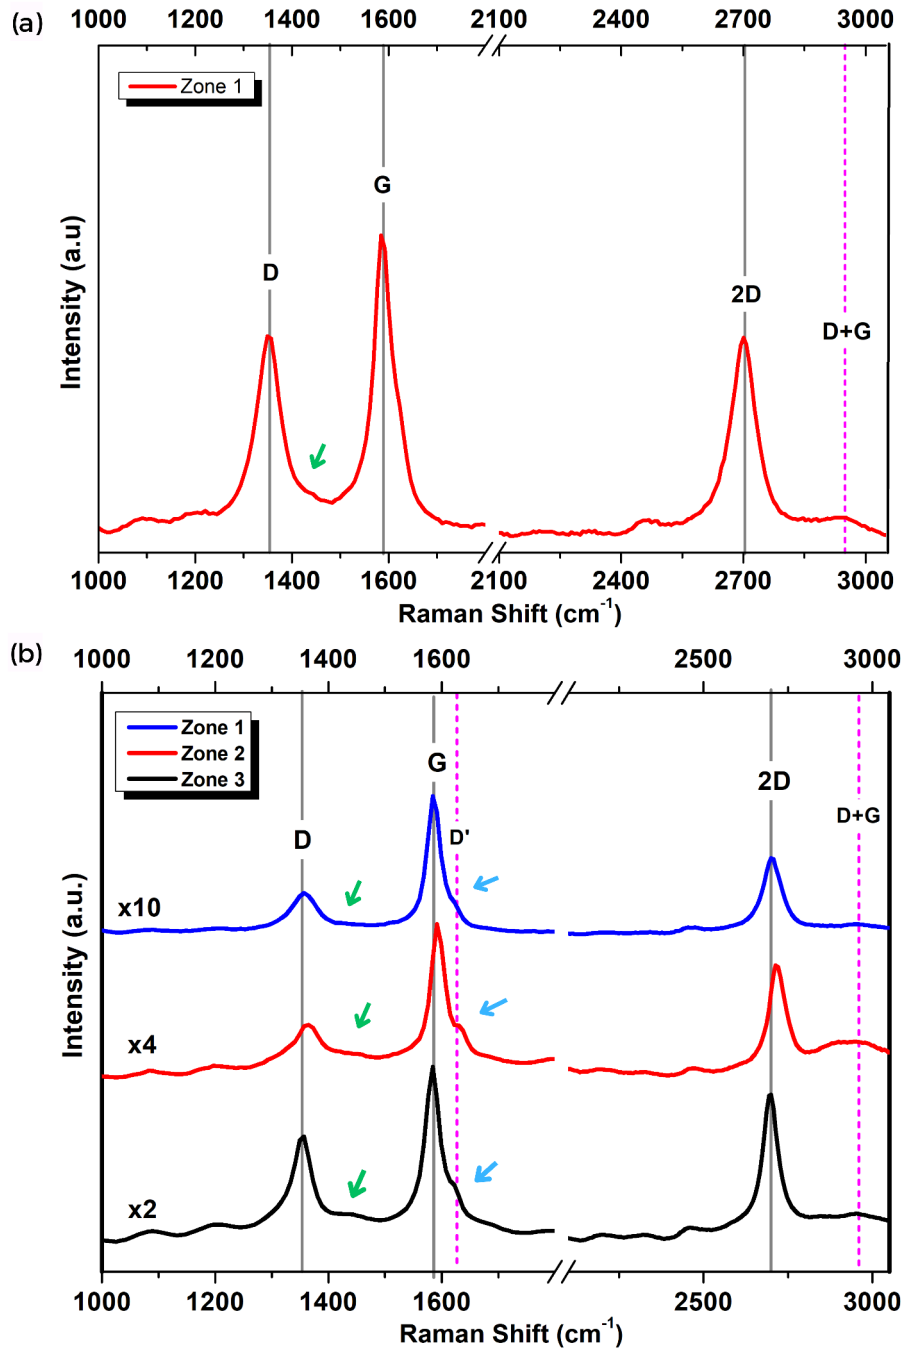 (a)
1000 1200 1400 1600 2100 2400 2700 3000
Zone 1
G
D
2D
D+G
Intensity (a.u)
1000 1200 1400 1600 2100 2400 2700 3000
Raman Shift (cm⁻¹)
(b)
1000 1200 1400 1600 2500 3000
Zone 1
Zone 2
Zone 3
G
2D
D
D'
D+G
x10
x4
x2
Intensity (a.u.)
1000 1200 1400 1600 2500 3000
Raman Shift (cm⁻¹)